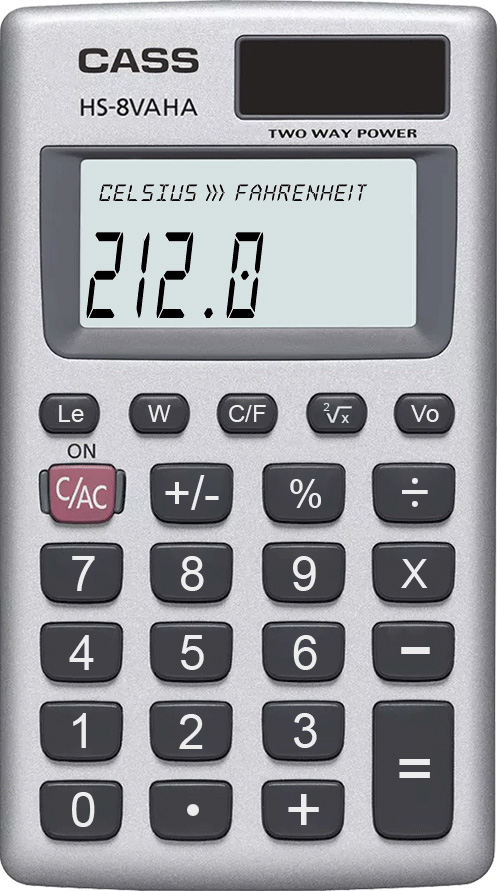 CASS
HS-8VAHA
TWO WAY POWER
CELSIUS ⟩⟩⟩ FAHRENHEIT
212.0
Le W C/F ²√x Vo
ON
C/AC +/- % ÷
7 8 9 X
4 5 6 −
1 2 3 =
0 . +